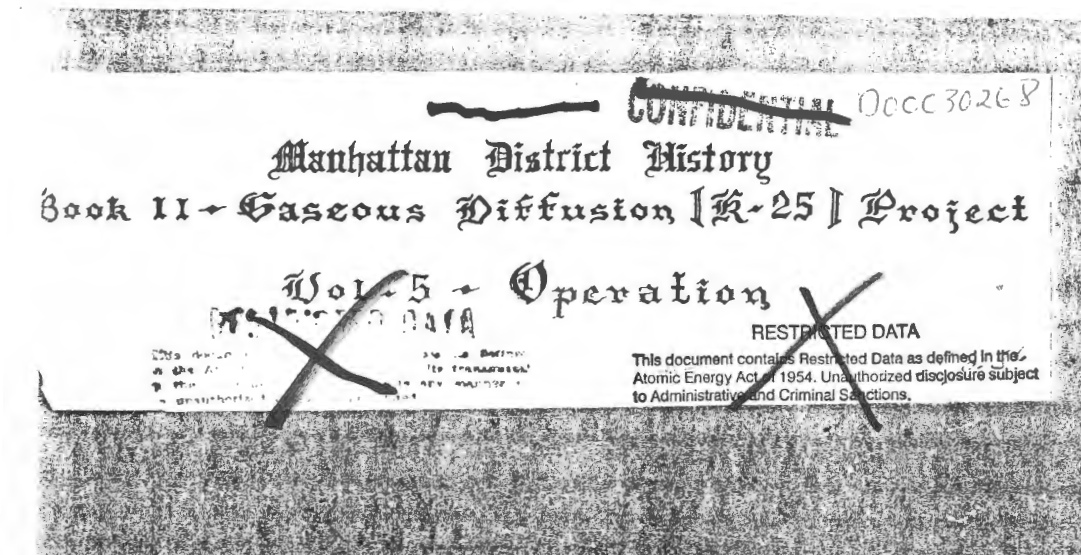 CONFIDENTIAL DOCC30268
Manhattan District History
Book II - Gaseous Diffusion [K-25] Project
Vol. 5 - Operation
DATA
RESTRICTED DATA
This document contains Restricted Data as defined in the
Atomic Energy Act of 1954. Unauthorized disclosure subject
to Administrative and Criminal Sanctions.